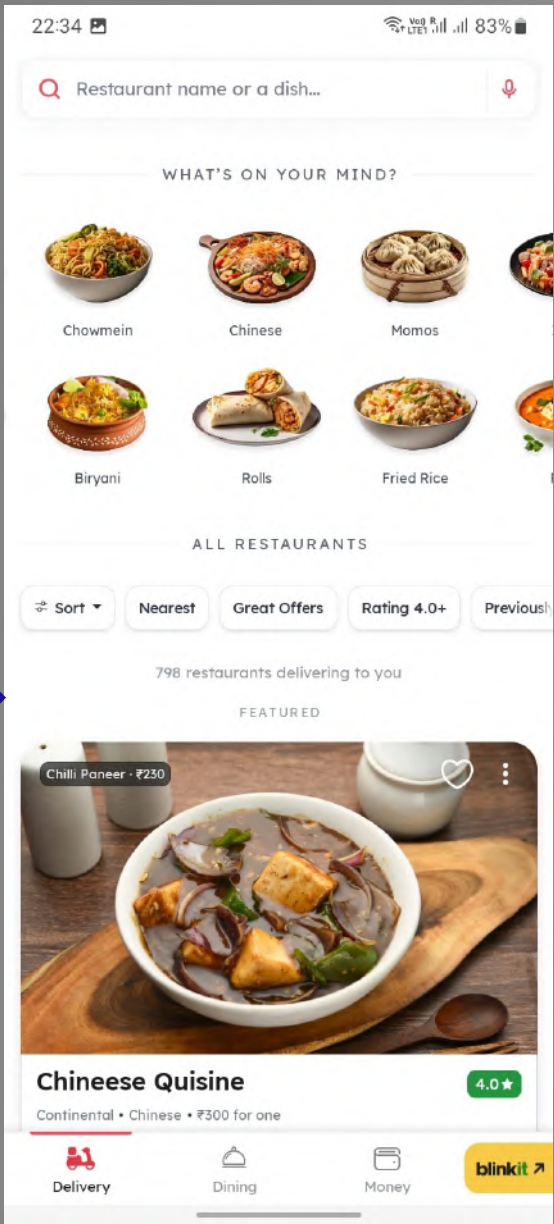 22:34 83%
Restaurant name or a dish...
WHAT'S ON YOUR MIND?
Chowmein Chinese Momos
Biryani Rolls Fried Rice
ALL RESTAURANTS
Sort Nearest Great Offers Rating 4.0+ Previously
798 restaurants delivering to you
FEATURED
Chilli Paneer · ₹230
Chineese Quisine 4.0★
Continental • Chinese • ₹300 for one
Delivery Dining Money blinkit